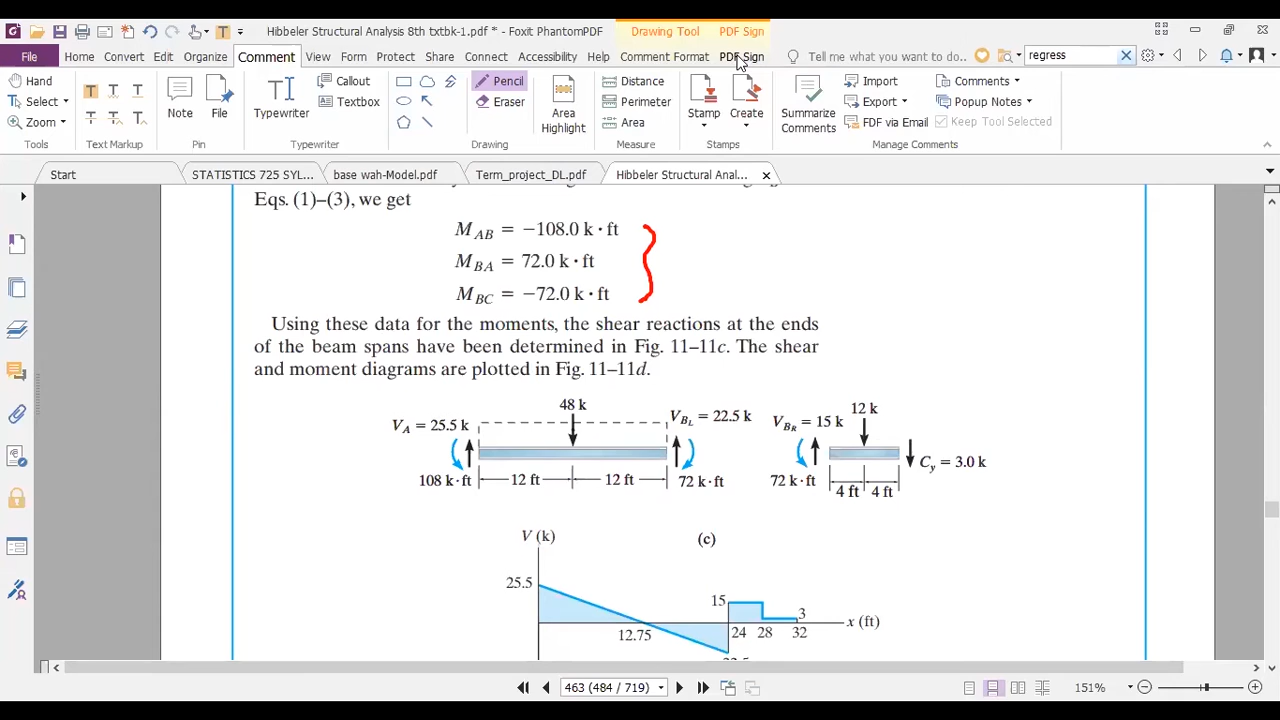 Hibbeler Structural Analysis 8th txtbk-1.pdf * - Foxit PhantomPDF
Drawing Tool
PDF Sign
File
Home
Convert
Edit
Organize
Comment
View
Form
Protect
Share
Connect
Accessibility
Help
Comment Format
PDF Sign
Tell me what you want to do..
regress
Hand
Select
Zoom
Tools
Text Markup
Note
File
Pin
Typewriter
Callout
Textbox
Typewriter
Pencil
Eraser
Area Highlight
Drawing
Distance
Perimeter
Area
Measure
Stamp
Create
Stamps
Summarize Comments
Import
Export
FDF via Email
Comments
Popup Notes
Keep Tool Selected
Manage Comments
Start
STATISTICS 725 SYL...
base wah-Model.pdf
Term_project_DL.pdf
Hibbeler Structural Anal...
Eqs. (1)–(3), we get
M_AB = −108.0 k · ft
M_BA = 72.0 k · ft
M_BC = −72.0 k · ft
Using these data for the moments, the shear reactions at the ends
of the beam spans have been determined in Fig. 11–11c. The shear
and moment diagrams are plotted in Fig. 11–11d.
48 k
V_A = 25.5 k
V_BL = 22.5 k
108 k·ft
12 ft
12 ft
72 k·ft
12 k
V_BR = 15 k
C_y = 3.0 k
72 k·ft
4 ft
4 ft
(c)
V (k)
25.5
12.75
15
3
24
28
32
x (ft)
463 (484 / 719)
151%